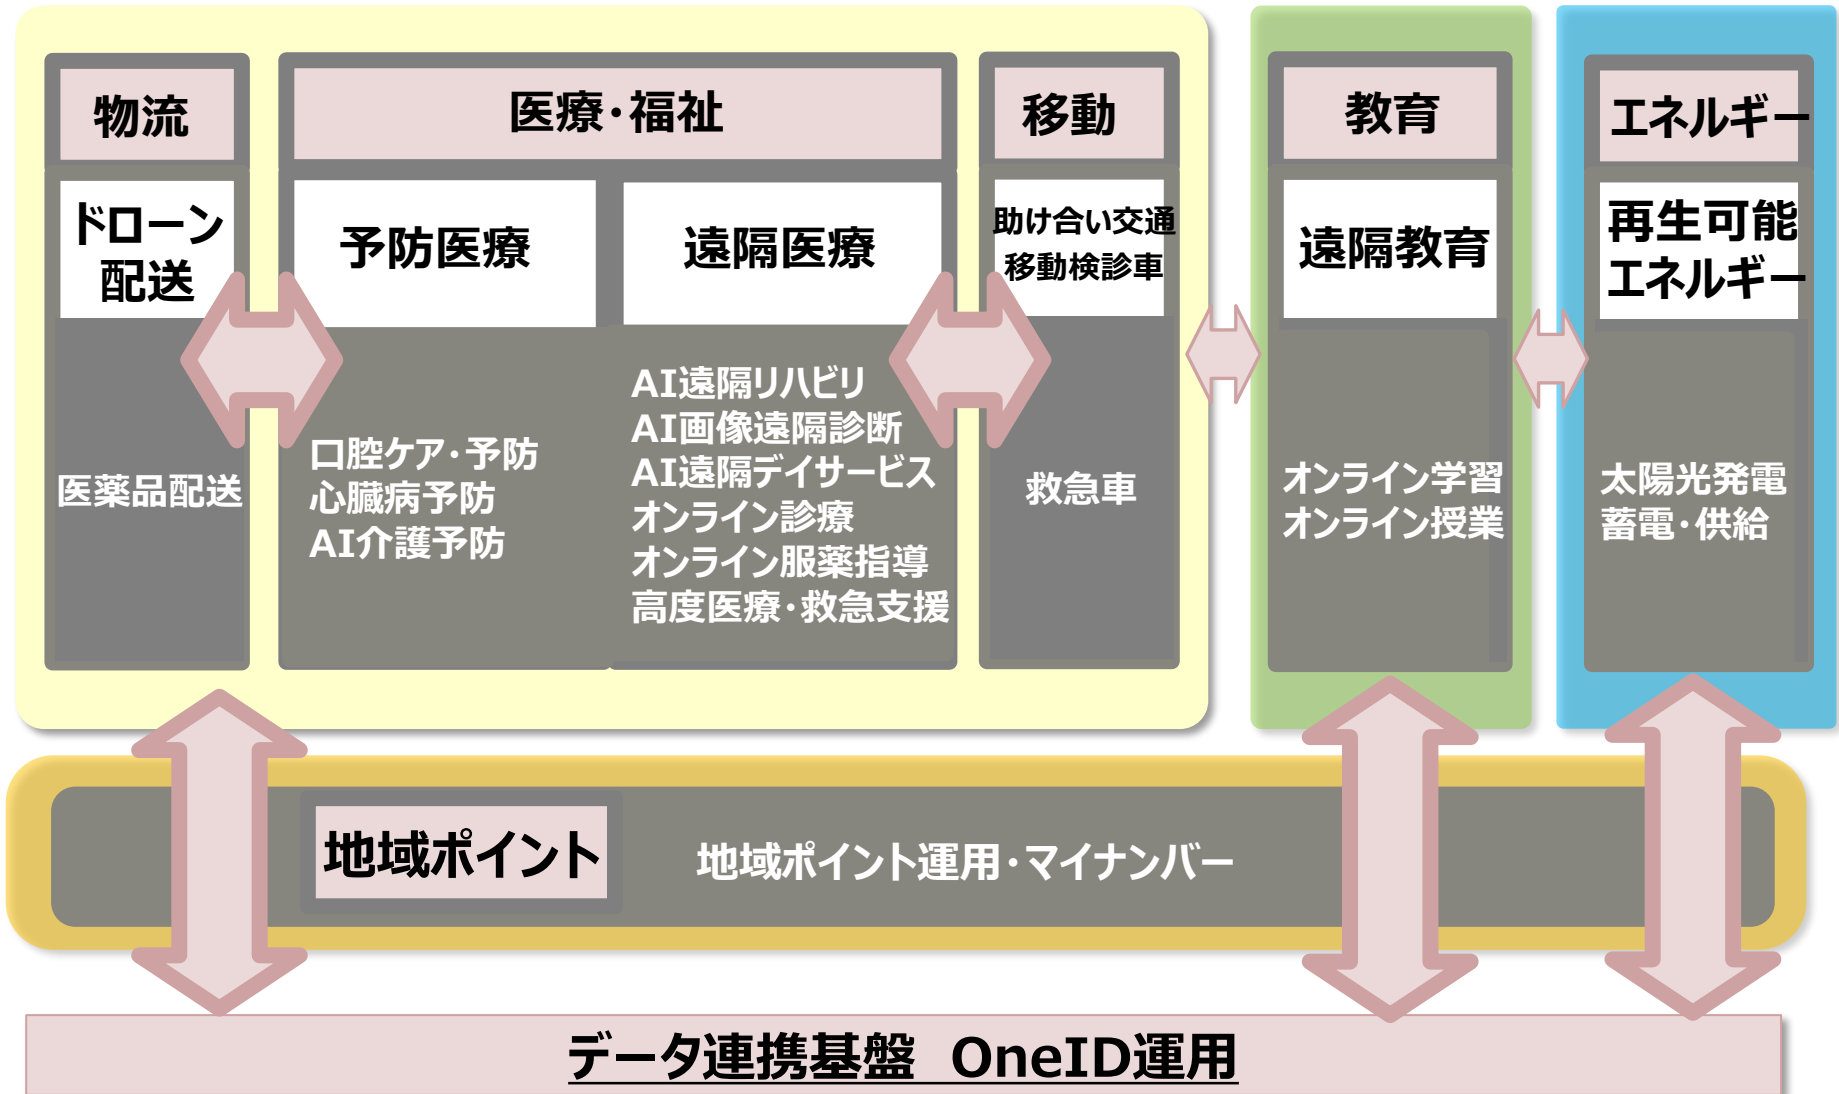 物流
ドローン
配送
医薬品配送
医療・福祉
予防医療
口腔ケア・予防
心臓病予防
AI介護予防
遠隔医療
AI遠隔リハビリ
AI画像遠隔診断
AI遠隔デイサービス
オンライン診療
オンライン服薬指導
高度医療・救急支援
移動
助け合い交通
移動検診車
救急車
教育
遠隔教育
オンライン学習
オンライン授業
エネルギー
再生可能
エネルギー
太陽光発電
蓄電・供給
地域ポイント
地域ポイント運用・マイナンバー
データ連携基盤　OneID運用